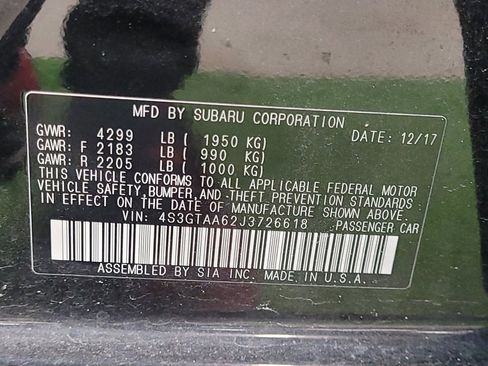 MFD BY SUBARU CORPORATION
GVWR: 4299 LB ( 1950 KG) DATE: 12/17
GAWR: F 2183 LB ( 990 KG)
GAWR: R 2205 LB ( 1000 KG)
THIS VEHICLE CONFORMS TO ALL APPLICABLE FEDERAL MOTOR
VEHICLE SAFETY, BUMPER, AND THEFT PREVENTION STANDARDS
IN EFFECT ON THE DATE OF MANUFACTURE SHOWN ABOVE.
VIN: 4S3GTAA62J3726618 PASSENGER CAR
ASSEMBLED BY SIA INC. MADE IN U.S.A.